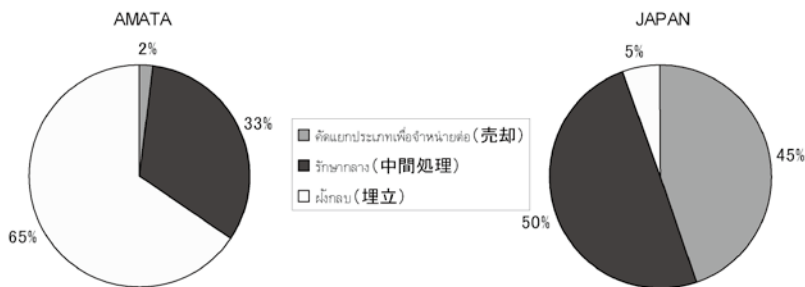 AMATA
2%
33%
65%
คัดแยกประเภทเพื่อจำหน่ายต่อ(売却)
รักษากลาง(中間処理)
ฝังกลบ(埋立)
JAPAN
5%
45%
50%